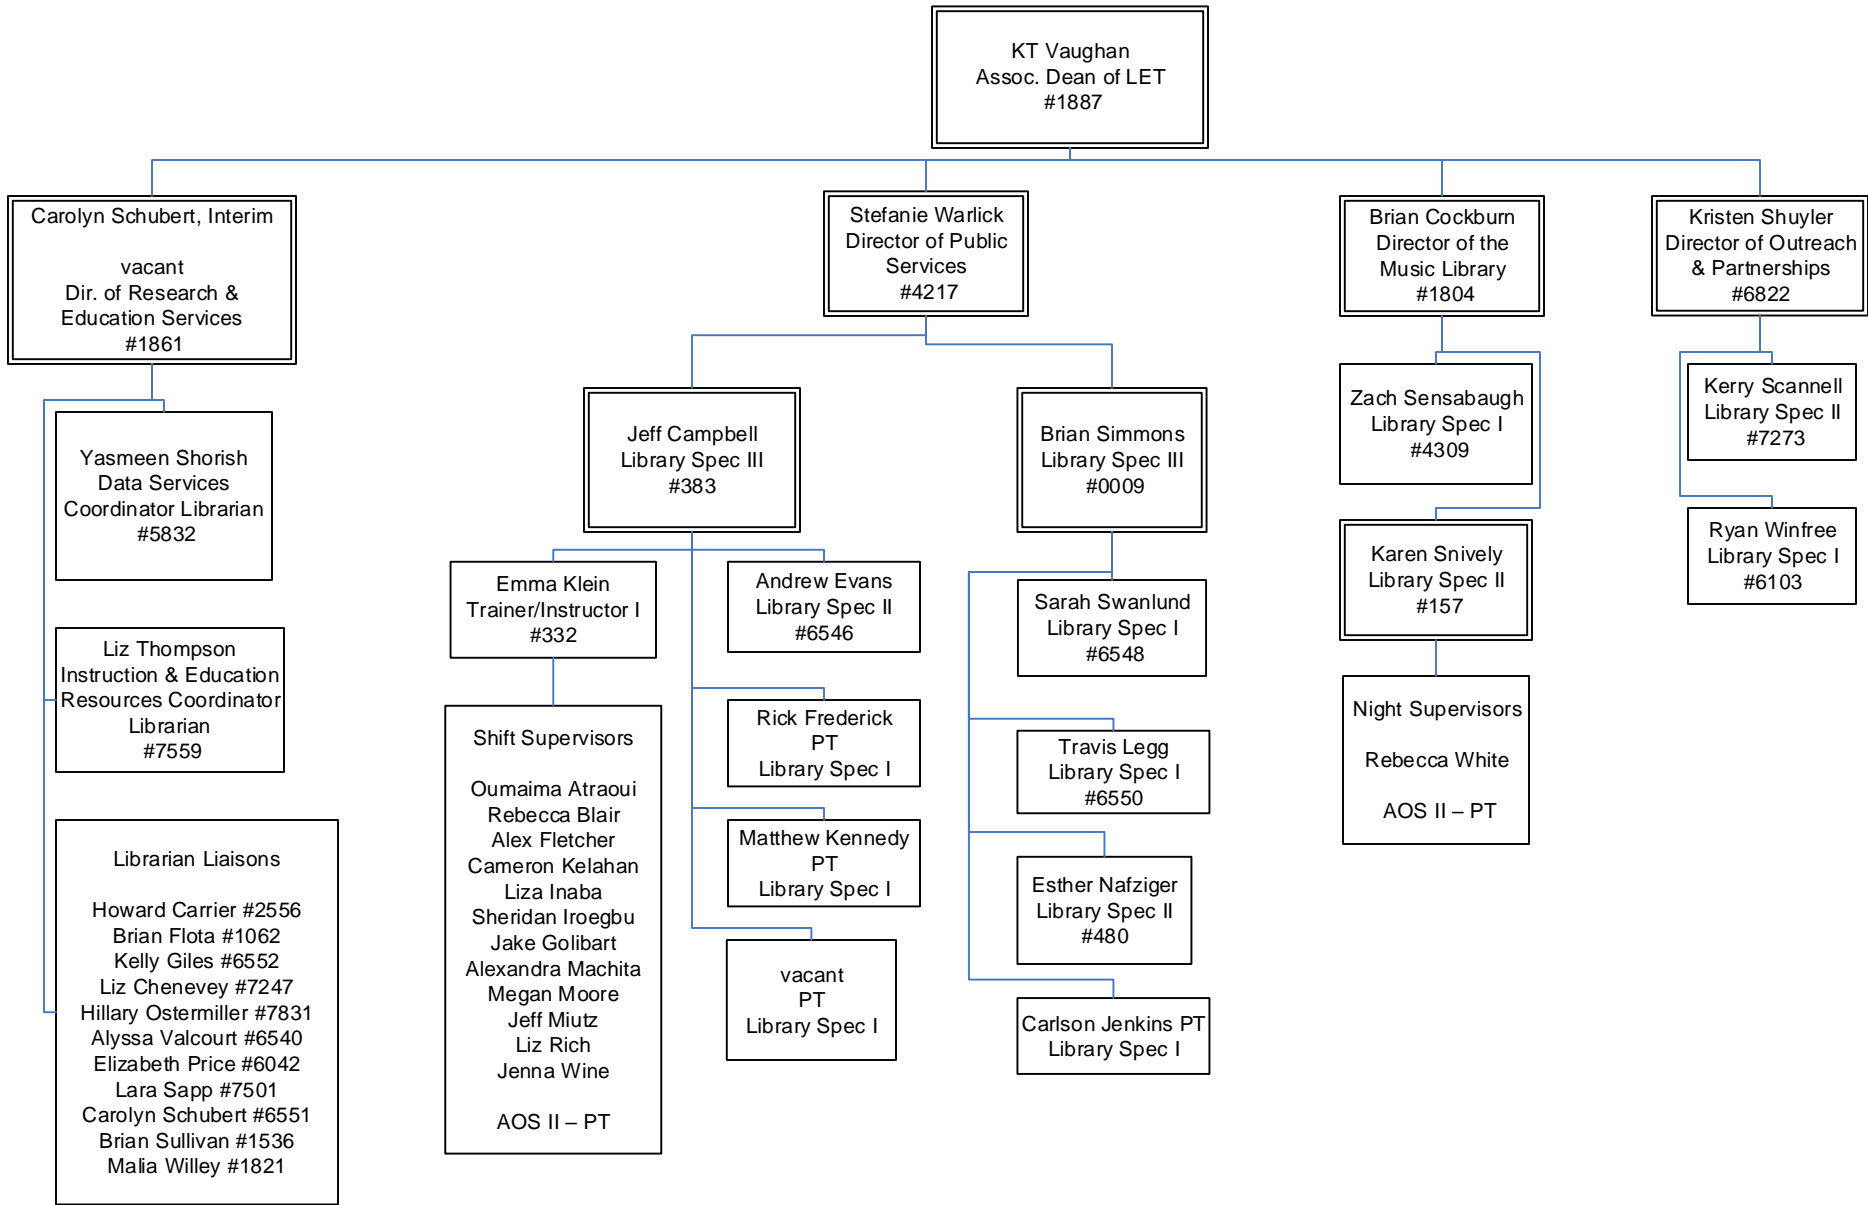 KT Vaughan
Assoc. Dean of LET
#1887
Carolyn Schubert, Interim
vacant
Dir. of Research &
Education Services
#1861
Yasmeen Shorish
Data Services
Coordinator Librarian
#5832
Liz Thompson
Instruction & Education
Resources Coordinator
Librarian
#7559
Librarian Liaisons
Howard Carrier #2556
Brian Flota #1062
Kelly Giles #6552
Liz Chenevey #7247
Hillary Ostermiller #7831
Alyssa Valcourt #6540
Elizabeth Price #6042
Lara Sapp #7501
Carolyn Schubert #6551
Brian Sullivan #1536
Malia Willey #1821
Stefanie Warlick
Director of Public
Services
#4217
Jeff Campbell
Library Spec III
#383
Emma Klein
Trainer/Instructor I
#332
Shift Supervisors
Oumaima Atraoui
Rebecca Blair
Alex Fletcher
Cameron Kelahan
Liza Inaba
Sheridan Iroegbu
Jake Golibart
Alexandra Machita
Megan Moore
Jeff Miutz
Liz Rich
Jenna Wine
AOS II – PT
Andrew Evans
Library Spec II
#6546
Rick Frederick
PT
Library Spec I
Matthew Kennedy
PT
Library Spec I
vacant
PT
Library Spec I
Brian Simmons
Library Spec III
#0009
Sarah Swanlund
Library Spec I
#6548
Travis Legg
Library Spec I
#6550
Esther Nafziger
Library Spec II
#480
Carlson Jenkins PT
Library Spec I
Brian Cockburn
Director of the
Music Library
#1804
Zach Sensabaugh
Library Spec I
#4309
Karen Snively
Library Spec II
#157
Night Supervisors
Rebecca White
AOS II – PT
Kristen Shuyler
Director of Outreach
& Partnerships
#6822
Kerry Scannell
Library Spec II
#7273
Ryan Winfree
Library Spec I
#6103